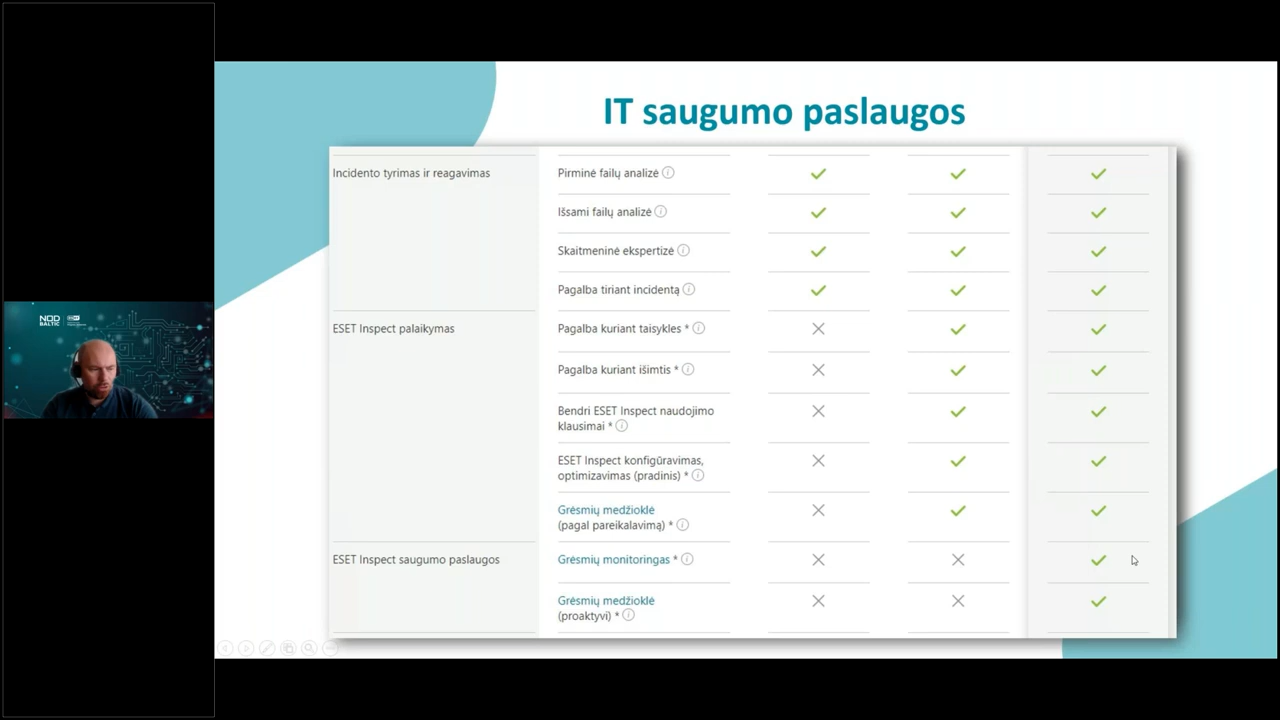 IT saugumo paslaugos
Incidento tyrimas ir reagavimas
Pirminė failų analizė
Išsami failų analizė
Skaitmeninė ekspertizė
Pagalba tiriant incidentą
ESET Inspect palaikymas
Pagalba kuriant taisykles *
Pagalba kuriant išimtis *
Bendri ESET Inspect naudojimo
klausimai *
ESET Inspect konfigūravimas,
optimizavimas (pradinis) *
Grėsmių medžioklė
(pagal pareikalavimą) *
ESET Inspect saugumo paslaugos
Grėsmių monitoringas *
Grėsmių medžioklė
(proaktyvi) *
NOD
BALTIC